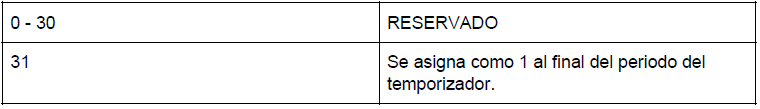 0 - 30 RESERVADO
31 Se asigna como 1 al final del periodo del
temporizador.